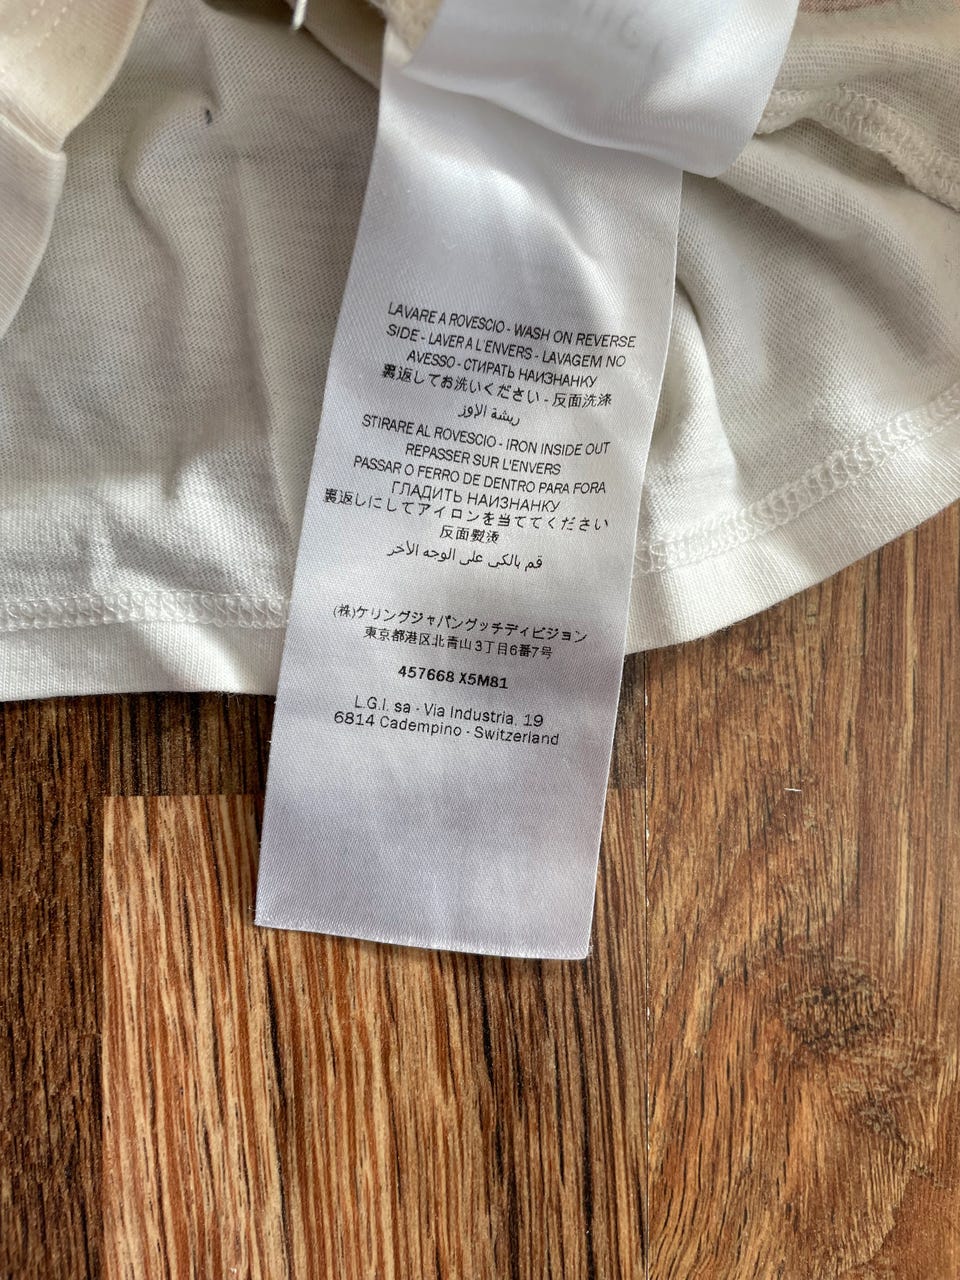 LAVARE A ROVESCIO - WASH ON REVERSE
SIDE - LAVER A L'ENVERS - LAVAGEM NO
AVESSO - СТИРАТЬ НАИЗНАНКУ
裏返してお洗いください - 反面洗滌
ريشة الإوز
STIRARE AL ROVESCIO - IRON INSIDE OUT
REPASSER SUR L'ENVERS
PASSAR O FERRO DE DENTRO PARA FORA
ГЛАДИТЬ НАИЗНАНКУ
裏返しにしてアイロンを当ててください
反面熨燙
قم بالكى على الوجه الآخر
(株)ケリングジャパングッチディビジョン
東京都港区北青山3丁目6番7号
457668 X5M81
L.G.I. sa - Via Industria, 19
6814 Cadempino - Switzerland